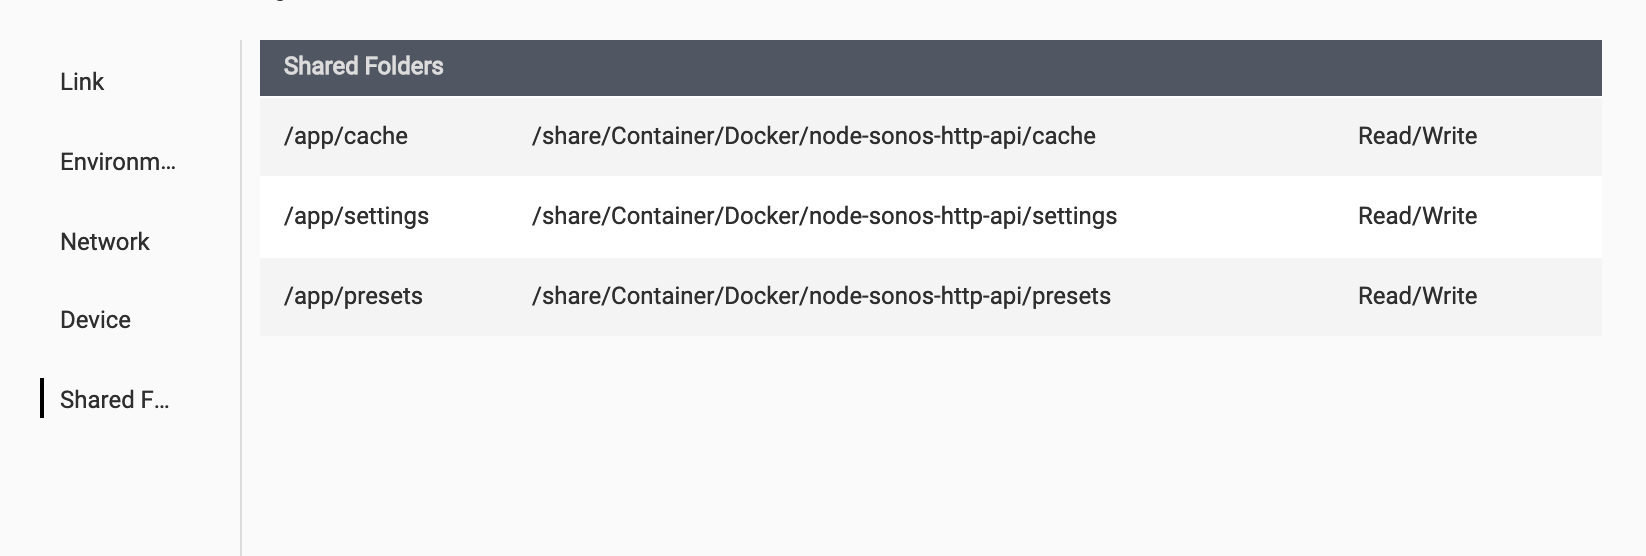 Link
Environm...
Network
Device
Shared F...
Shared Folders
/app/cache /share/Container/Docker/node-sonos-http-api/cache Read/Write
/app/settings /share/Container/Docker/node-sonos-http-api/settings Read/Write
/app/presets /share/Container/Docker/node-sonos-http-api/presets Read/Write